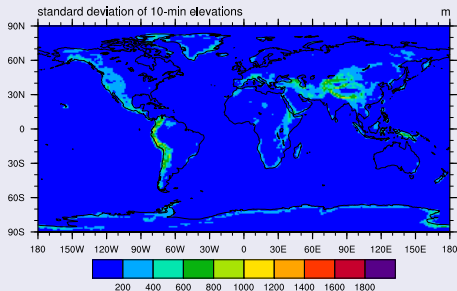 standard deviation of 10-min elevations m
90N
60N
30N
0
30S
60S
90S
180 150W 120W 90W 60W 30W 0 30E 60E 90E 120E 150E 180
200 400 600 800 1000 1200 1400 1600 1800